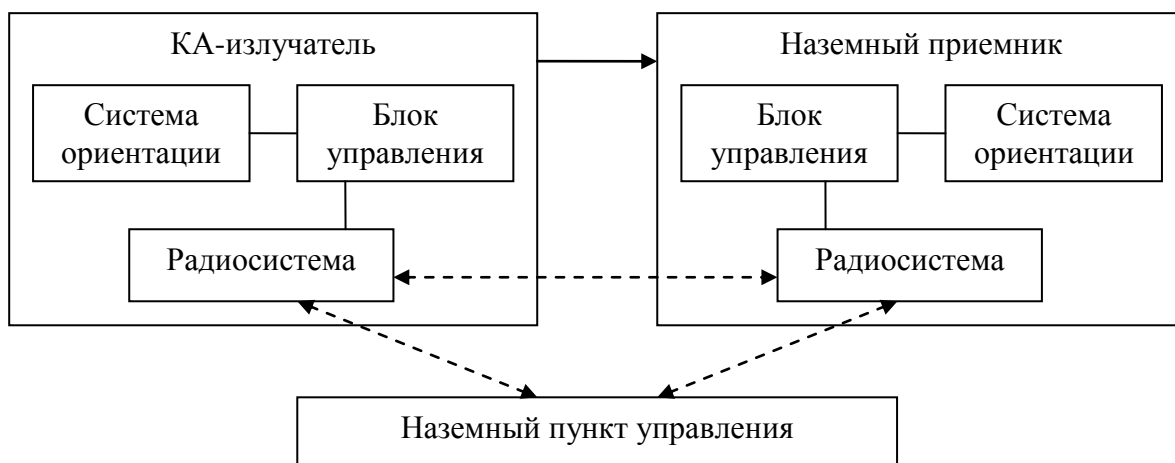 КА-излучатель
Система
ориентации
Блок
управления
Радиосистема
Наземный приемник
Блок
управления
Система
ориентации
Радиосистема
Наземный пункт управления